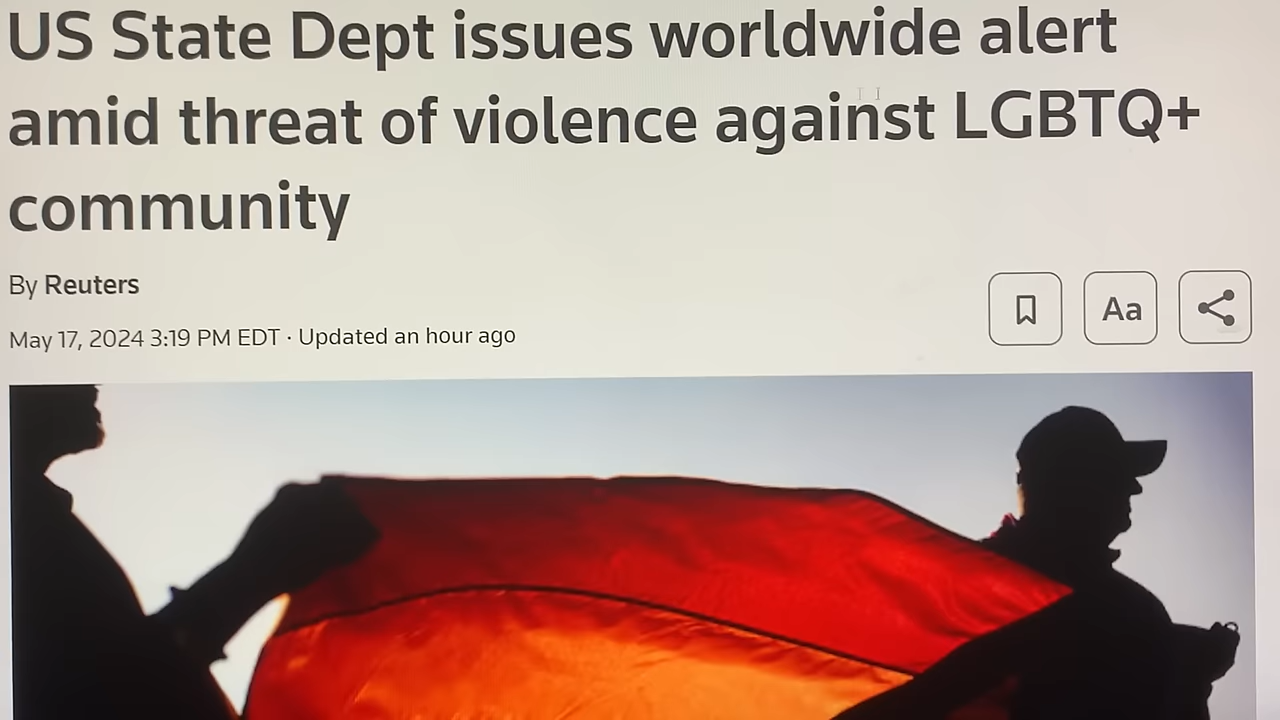 US State Dept issues worldwide alert
amid threat of violence against LGBTQ+
community
By Reuters
May 17, 2024 3:19 PM EDT · Updated an hour ago
Aa